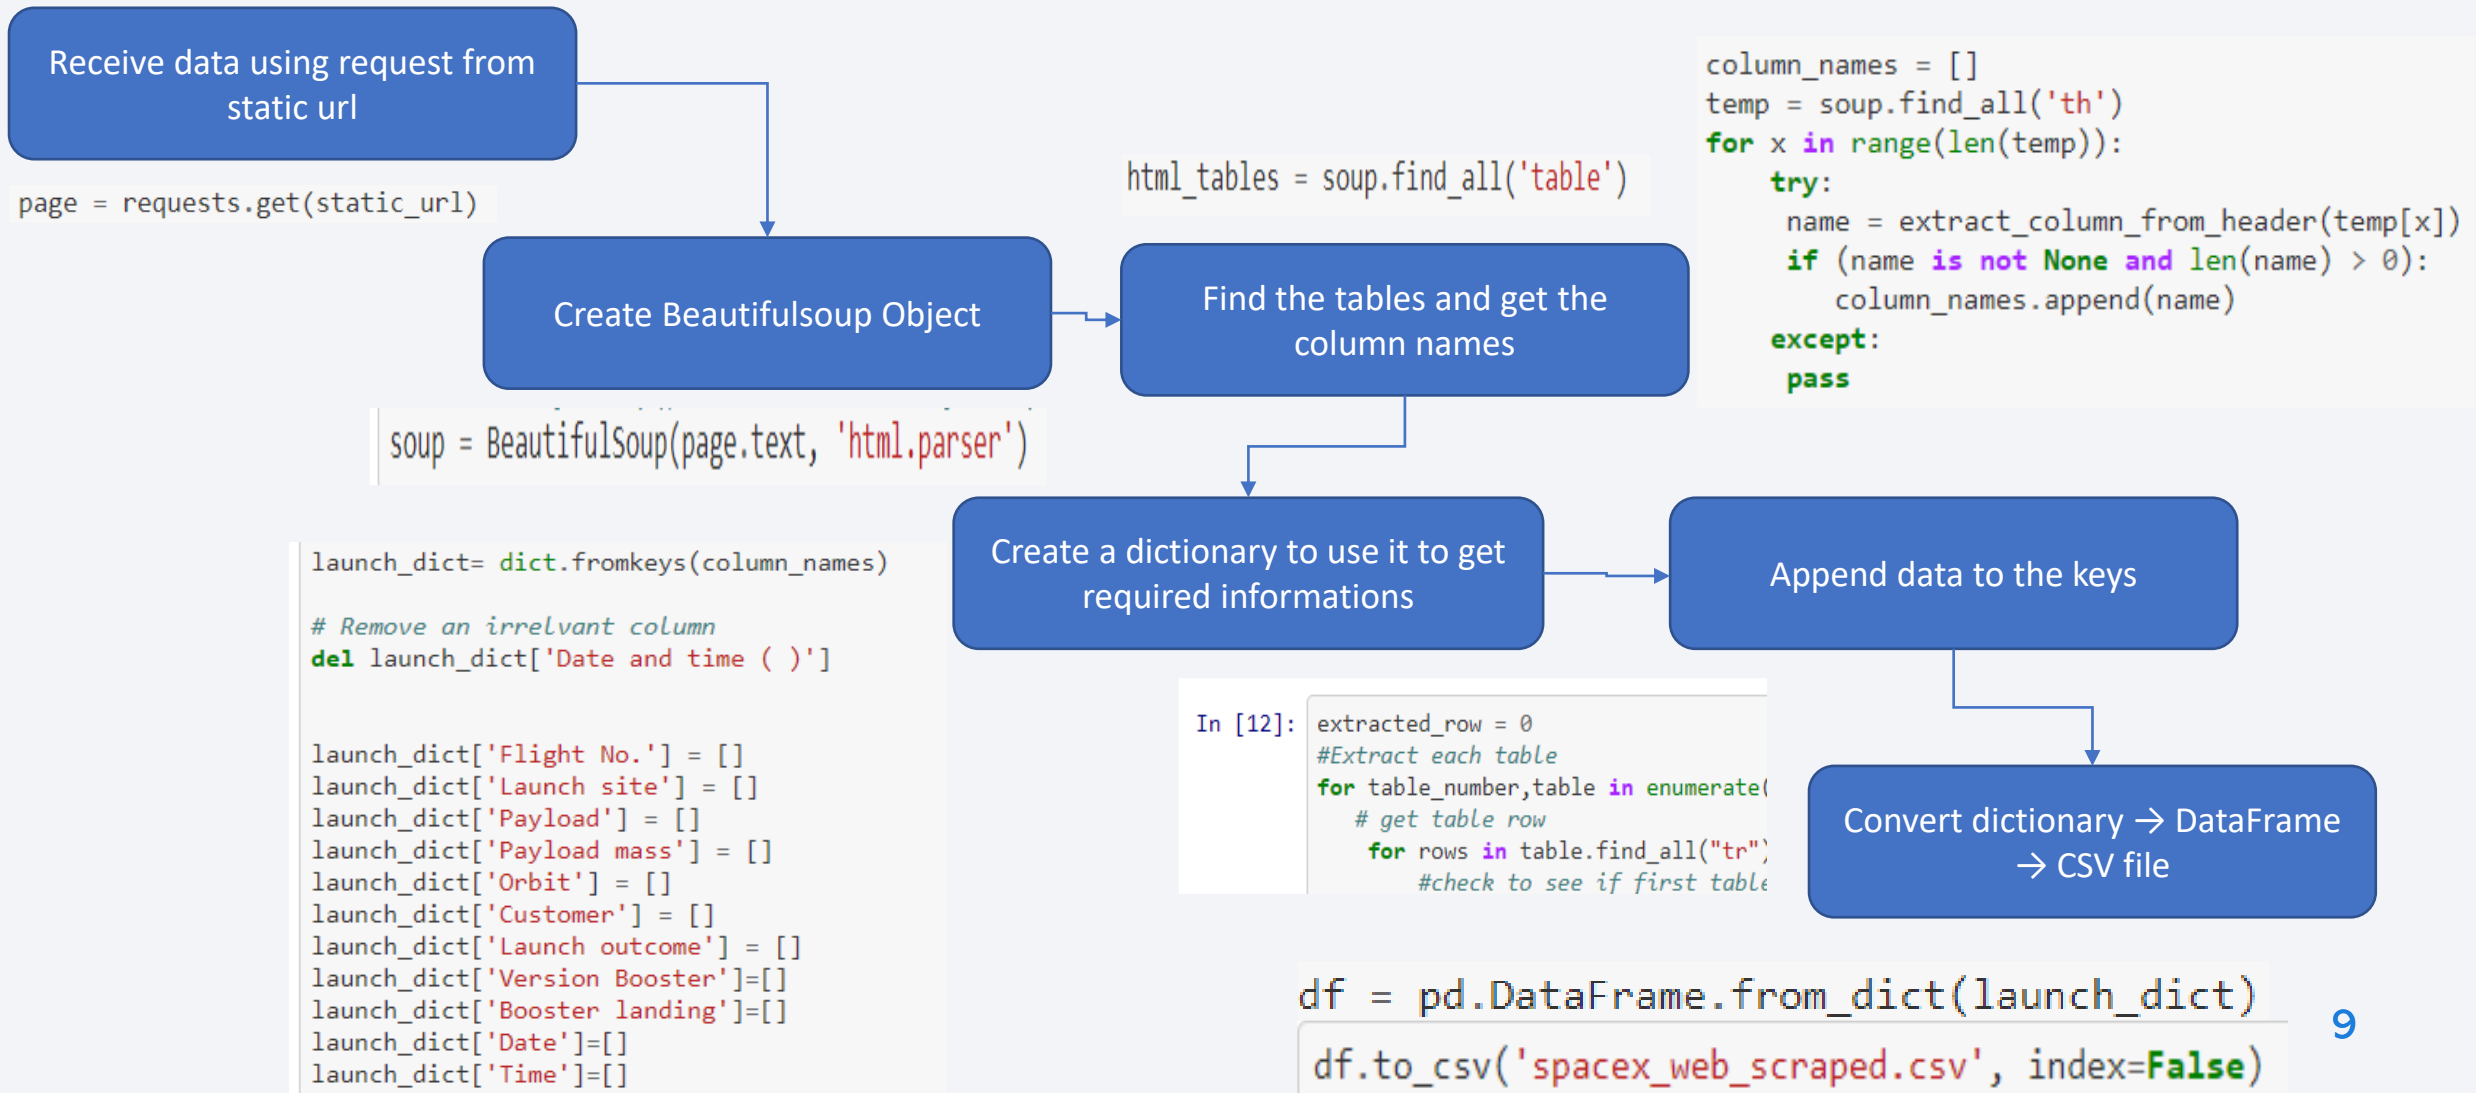 Receive data using request from
static url
page = requests.get(static_url)
Create Beautifulsoup Object
soup = BeautifulSoup(page.text, 'html.parser')
html_tables = soup.find_all('table')
Find the tables and get the
column names
column_names = []
temp = soup.find_all('th')
for x in range(len(temp)):
    try:
     name = extract_column_from_header(temp[x])
     if (name is not None and len(name) > 0):
        column_names.append(name)
    except:
     pass
Create a dictionary to use it to get
required informations
launch_dict= dict.fromkeys(column_names)
# Remove an irrelvant column
del launch_dict['Date and time ( )']
launch_dict['Flight No.'] = []
launch_dict['Launch site'] = []
launch_dict['Payload'] = []
launch_dict['Payload mass'] = []
launch_dict['Orbit'] = []
launch_dict['Customer'] = []
launch_dict['Launch outcome'] = []
launch_dict['Version Booster']=[]
launch_dict['Booster landing']=[]
launch_dict['Date']=[]
launch_dict['Time']=[]
Append data to the keys
In [12]: extracted_row = 0
#Extract each table
for table_number,table in enumerate(
   # get table row
    for rows in table.find_all("tr")
        #check to see if first table
Convert dictionary → DataFrame
→ CSV file
df = pd.DataFrame.from_dict(launch_dict)
df.to_csv('spacex_web_scraped.csv', index=False)
9